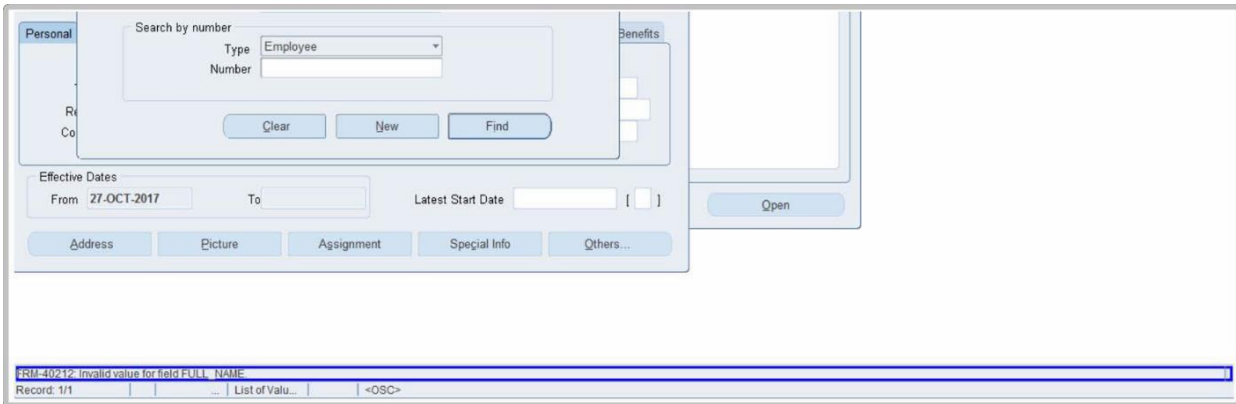 Personal
Search by number
Benefits
Type Employee
Number
Re
Co
Clear New Find
Effective Dates
From 27-OCT-2017 To Latest Start Date [ ]
Open
Address Picture Assignment Special Info Others...
FRM-40212: Invalid value for field FULL_NAME.
Record: 1/1 ... List of Valu... <OSC>